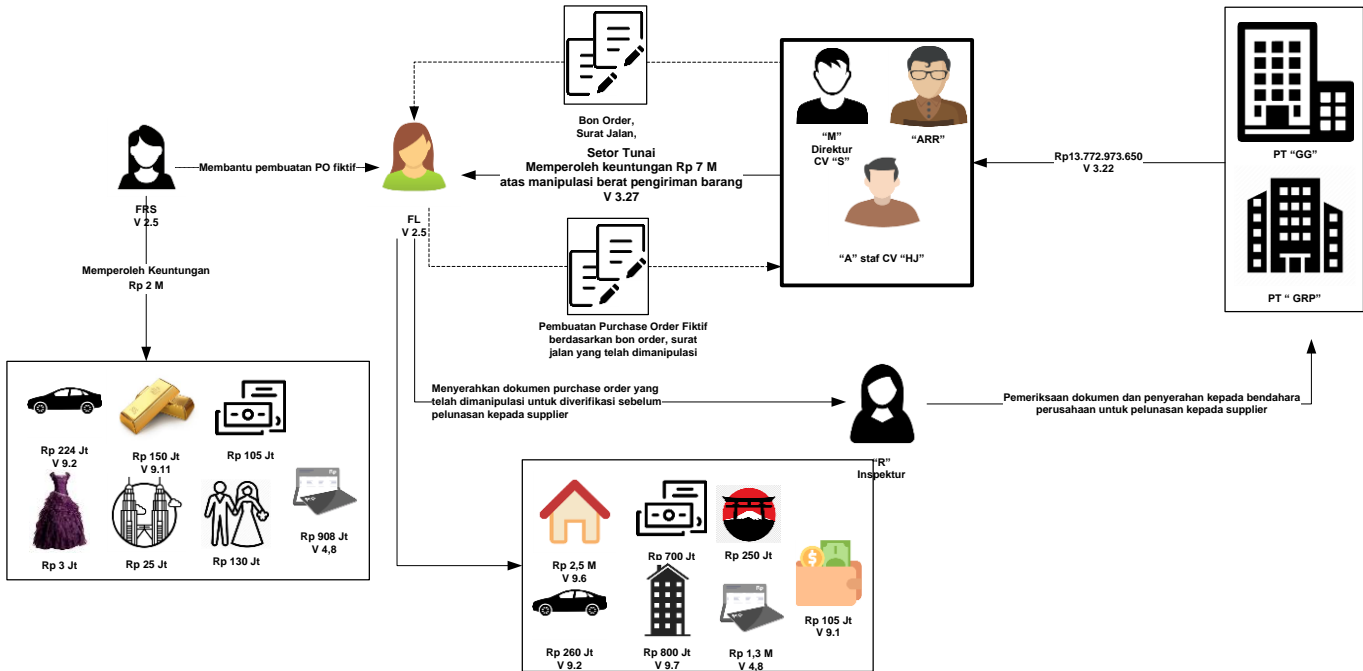 Bon Order,
Surat Jalan,
"M"
Direktur
CV "S"
"ARR"
"A" staf CV "HJ"
PT "GG"
PT " GRP"
Rp13.772.973.650
V 3.22
Setor Tunai
Memperoleh keuntungan Rp 7 M
atas manipulasi berat pengiriman barang
V 3.27
Membantu pembuatan PO fiktif
FRS
V 2.5
FL
V 2.5
Memperoleh Keuntungan
Rp 2 M
Pembuatan Purchase Order Fiktif
berdasarkan bon order, surat
jalan yang telah dimanipulasi
Menyerahkan dokumen purchase order yang
telah dimanipulasi untuk diverifikasi sebelum
pelunasan kepada supplier
Pemeriksaan dokumen dan penyerahan kepada bendahara
perusahaan untuk pelunasan kepada supplier
"R"
Inspektur
Rp 224 Jt
V 9.2
Rp 150 Jt
V 9.11
Rp 105 Jt
Rp 3 Jt
Rp 25 Jt
Rp 130 Jt
Rp
Rp 908 Jt
V 4,8
Rp 2,5 M
V 9.6
Rp 700 Jt
Rp 250 Jt
Rp 105 Jt
V 9.1
Rp 260 Jt
V 9.2
Rp 800 Jt
V 9.7
Rp 1,3 M
V 4,8